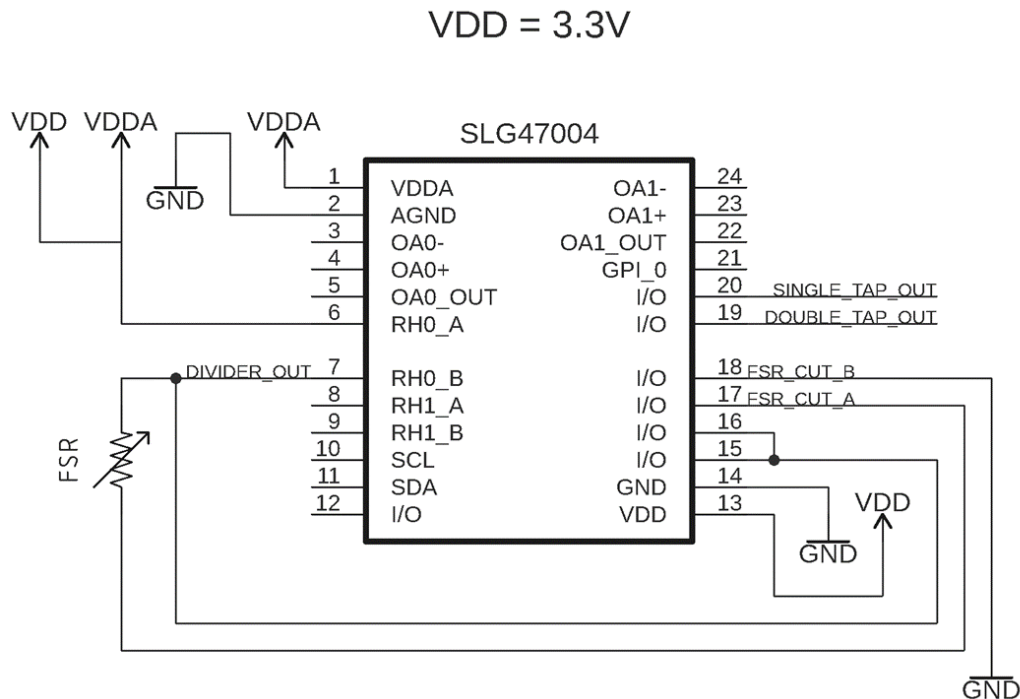 VDD = 3.3V
VDD VDDA VDDA
SLG47004
GND
1 VDDA
2 AGND
3 OA0-
4 OA0+
5 OA0_OUT
6 RH0_A
DIVIDER_OUT 7 RH0_B
8 RH1_A
9 RH1_B
10 SCL
11 SDA
12 I/O
OA1- 24
OA1+ 23
OA1_OUT 22
GPI_0 21
I/O 20 SINGLE_TAP_OUT
I/O 19 DOUBLE_TAP_OUT
I/O 18 FSR_CUT_B
I/O 17 FSR_CUT_A
I/O 16
I/O 15
GND 14
VDD 13
FSR
VDD
GND
GND